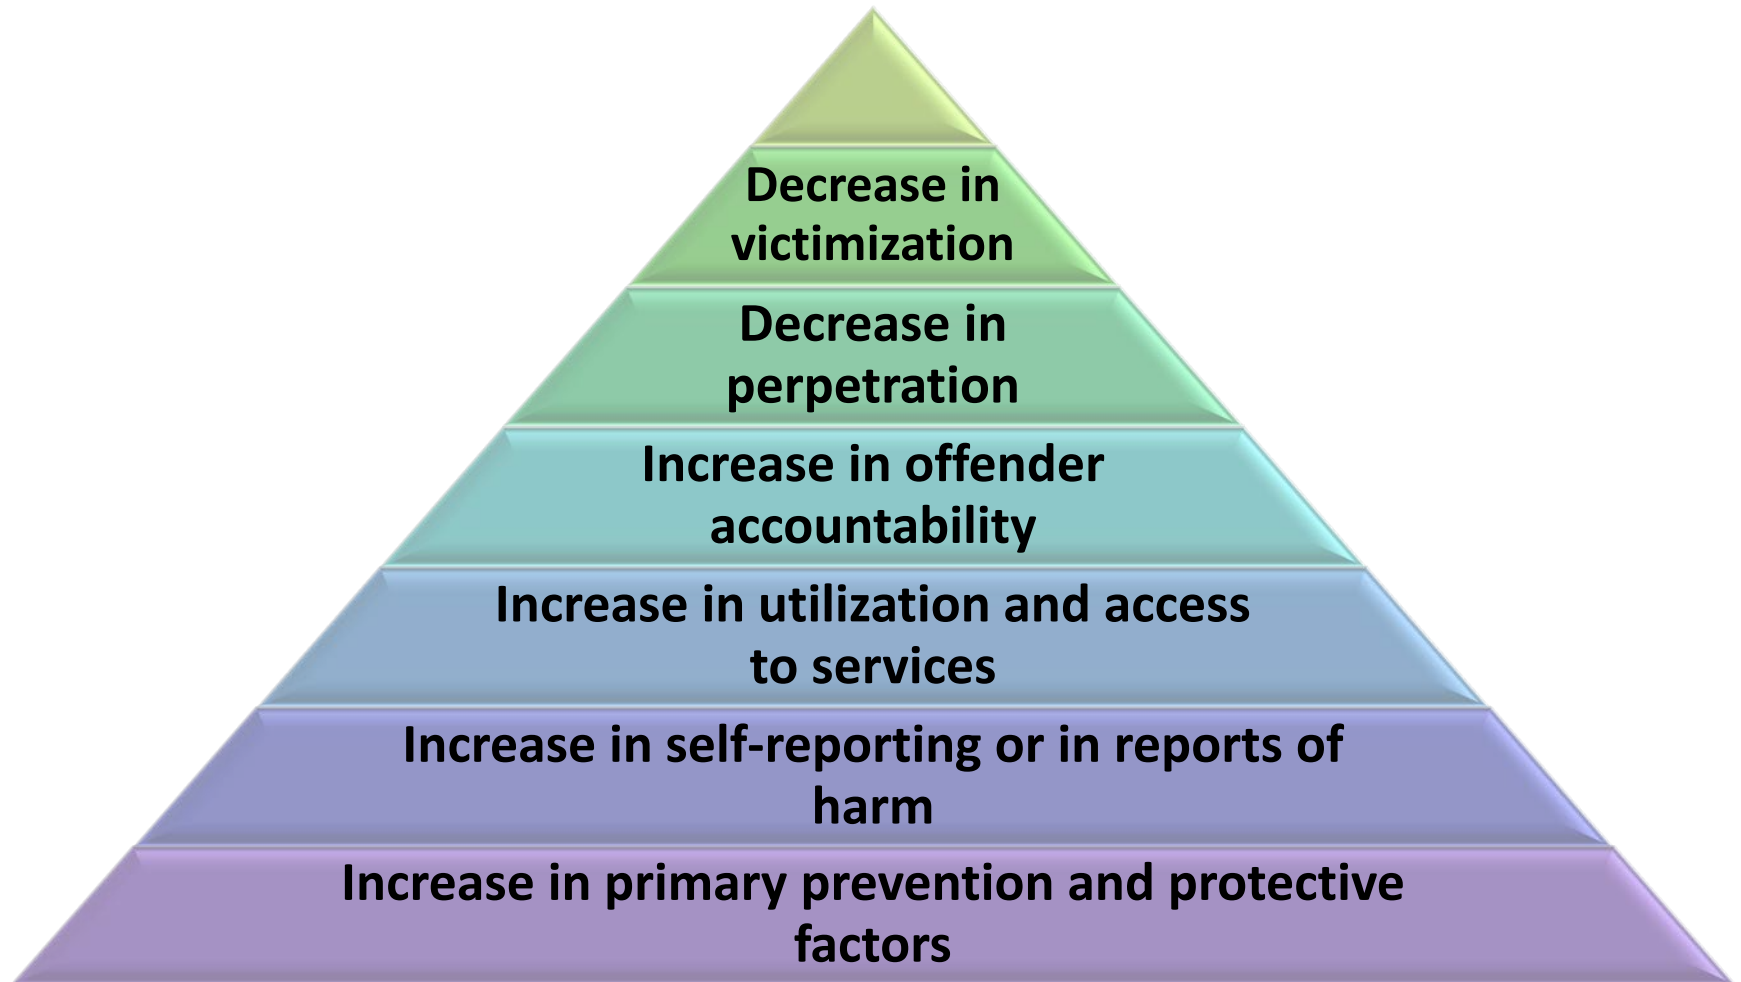 Decrease in
victimization
Decrease in
perpetration
Increase in offender
accountability
Increase in utilization and access
to services
Increase in self-reporting or in reports of
harm
Increase in primary prevention and protective
factors